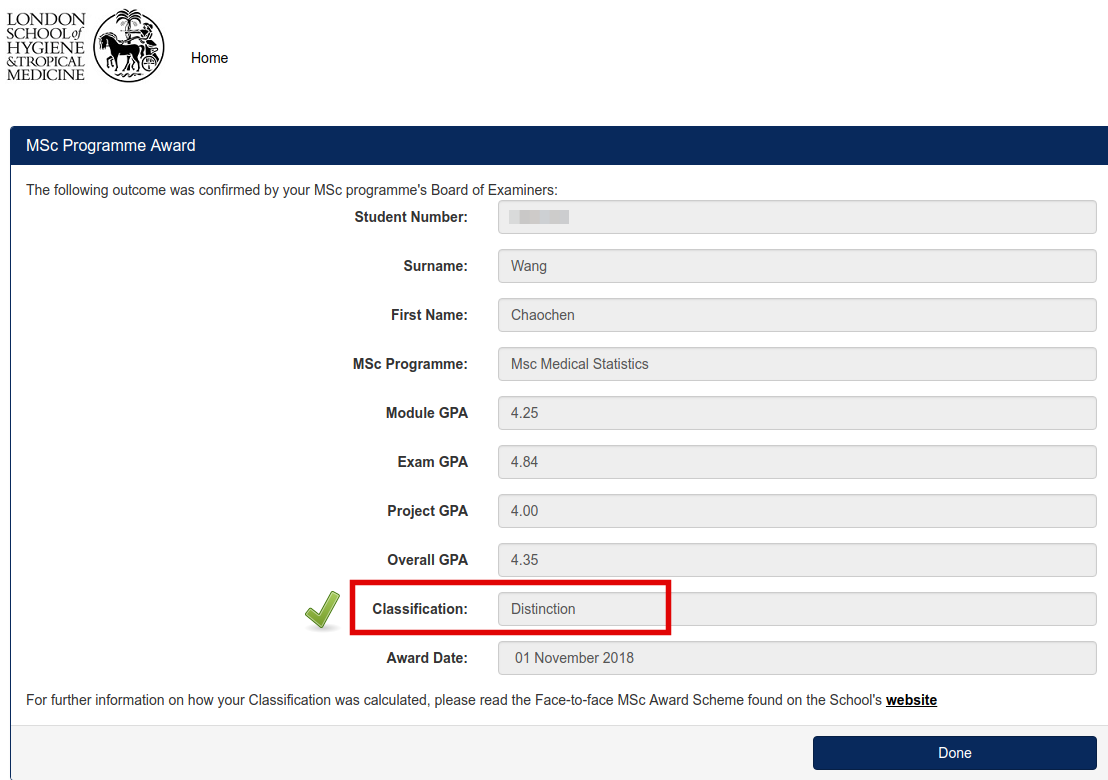 LONDON
SCHOOL of
HYGIENE
& TROPICAL
MEDICINE
Home
MSc Programme Award
The following outcome was confirmed by your MSc programme's Board of Examiners:
Student Number:
Surname: Wang
First Name: Chaochen
MSc Programme: Msc Medical Statistics
Module GPA 4.25
Exam GPA 4.84
Project GPA 4.00
Overall GPA 4.35
Classification: Distinction
Award Date: 01 November 2018
For further information on how your Classification was calculated, please read the Face-to-face MSc Award Scheme found on the School's website
Done